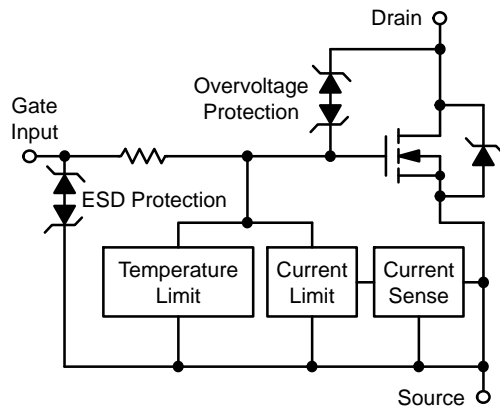 Drain
Overvoltage
Protection
Gate
Input
ESD Protection
Temperature
Limit
Current
Limit
Current
Sense
Source